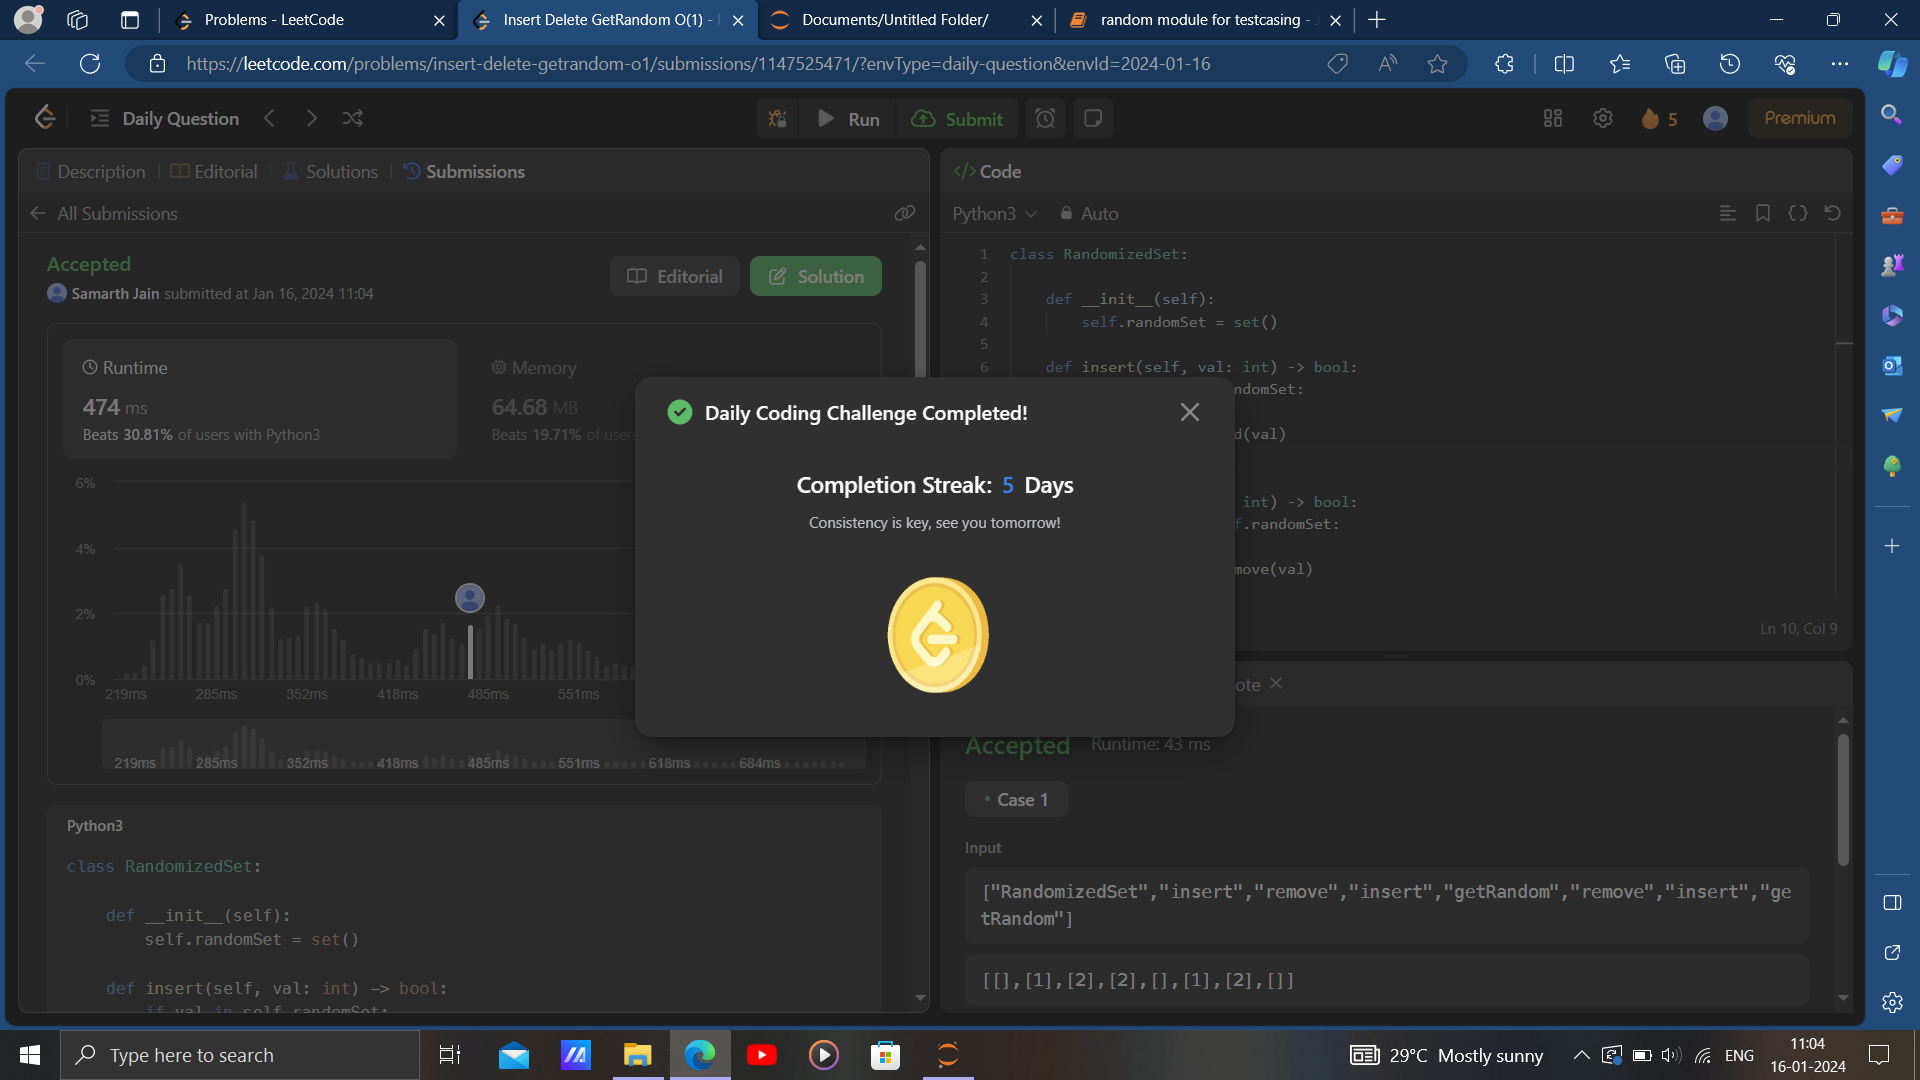 Problems - LeetCode
Insert Delete GetRandom O(1) -
Documents/Untitled Folder/
random module for testcasing -
https://leetcode.com/problems/insert-delete-getrandom-o1/submissions/1147525471/?envType=daily-question&envId=2024-01-16
Daily Question
Run
Submit
5
Premium
Description
Editorial
Solutions
Submissions
All Submissions
Accepted
Samarth Jain submitted at Jan 16, 2024 11:04
Editorial
Solution
Runtime
474 ms
Beats 30.81% of users with Python3
Memory
64.68 MB
Beats 19.71% of users
6%
4%
2%
0%
219ms 285ms 352ms 418ms 485ms 551ms
219ms 285ms 352ms 418ms 485ms 551ms 618ms 684ms
Python3
class RandomizedSet:
def __init__(self):
self.randomSet = set()
def insert(self, val: int) -> bool:
if val in self.randomSet:
</> Code
Python3
Auto
1 class RandomizedSet:
2
3 def __init__(self):
4 self.randomSet = set()
5
6 def insert(self, val: int) -> bool:
ndomSet:
d(val)
int) -> bool:
f.randomSet:
move(val)
Ln 10, Col 9
Daily Coding Challenge Completed!
Completion Streak: 5 Days
Consistency is key, see you tomorrow!
ote
Accepted
Runtime: 43 ms
Case 1
Input
["RandomizedSet","insert","remove","insert","getRandom","remove","insert","ge
tRandom"]
[[],[1],[2],[2],[],[1],[2],[]]
Type here to search
29°C Mostly sunny
ENG
11:04
16-01-2024